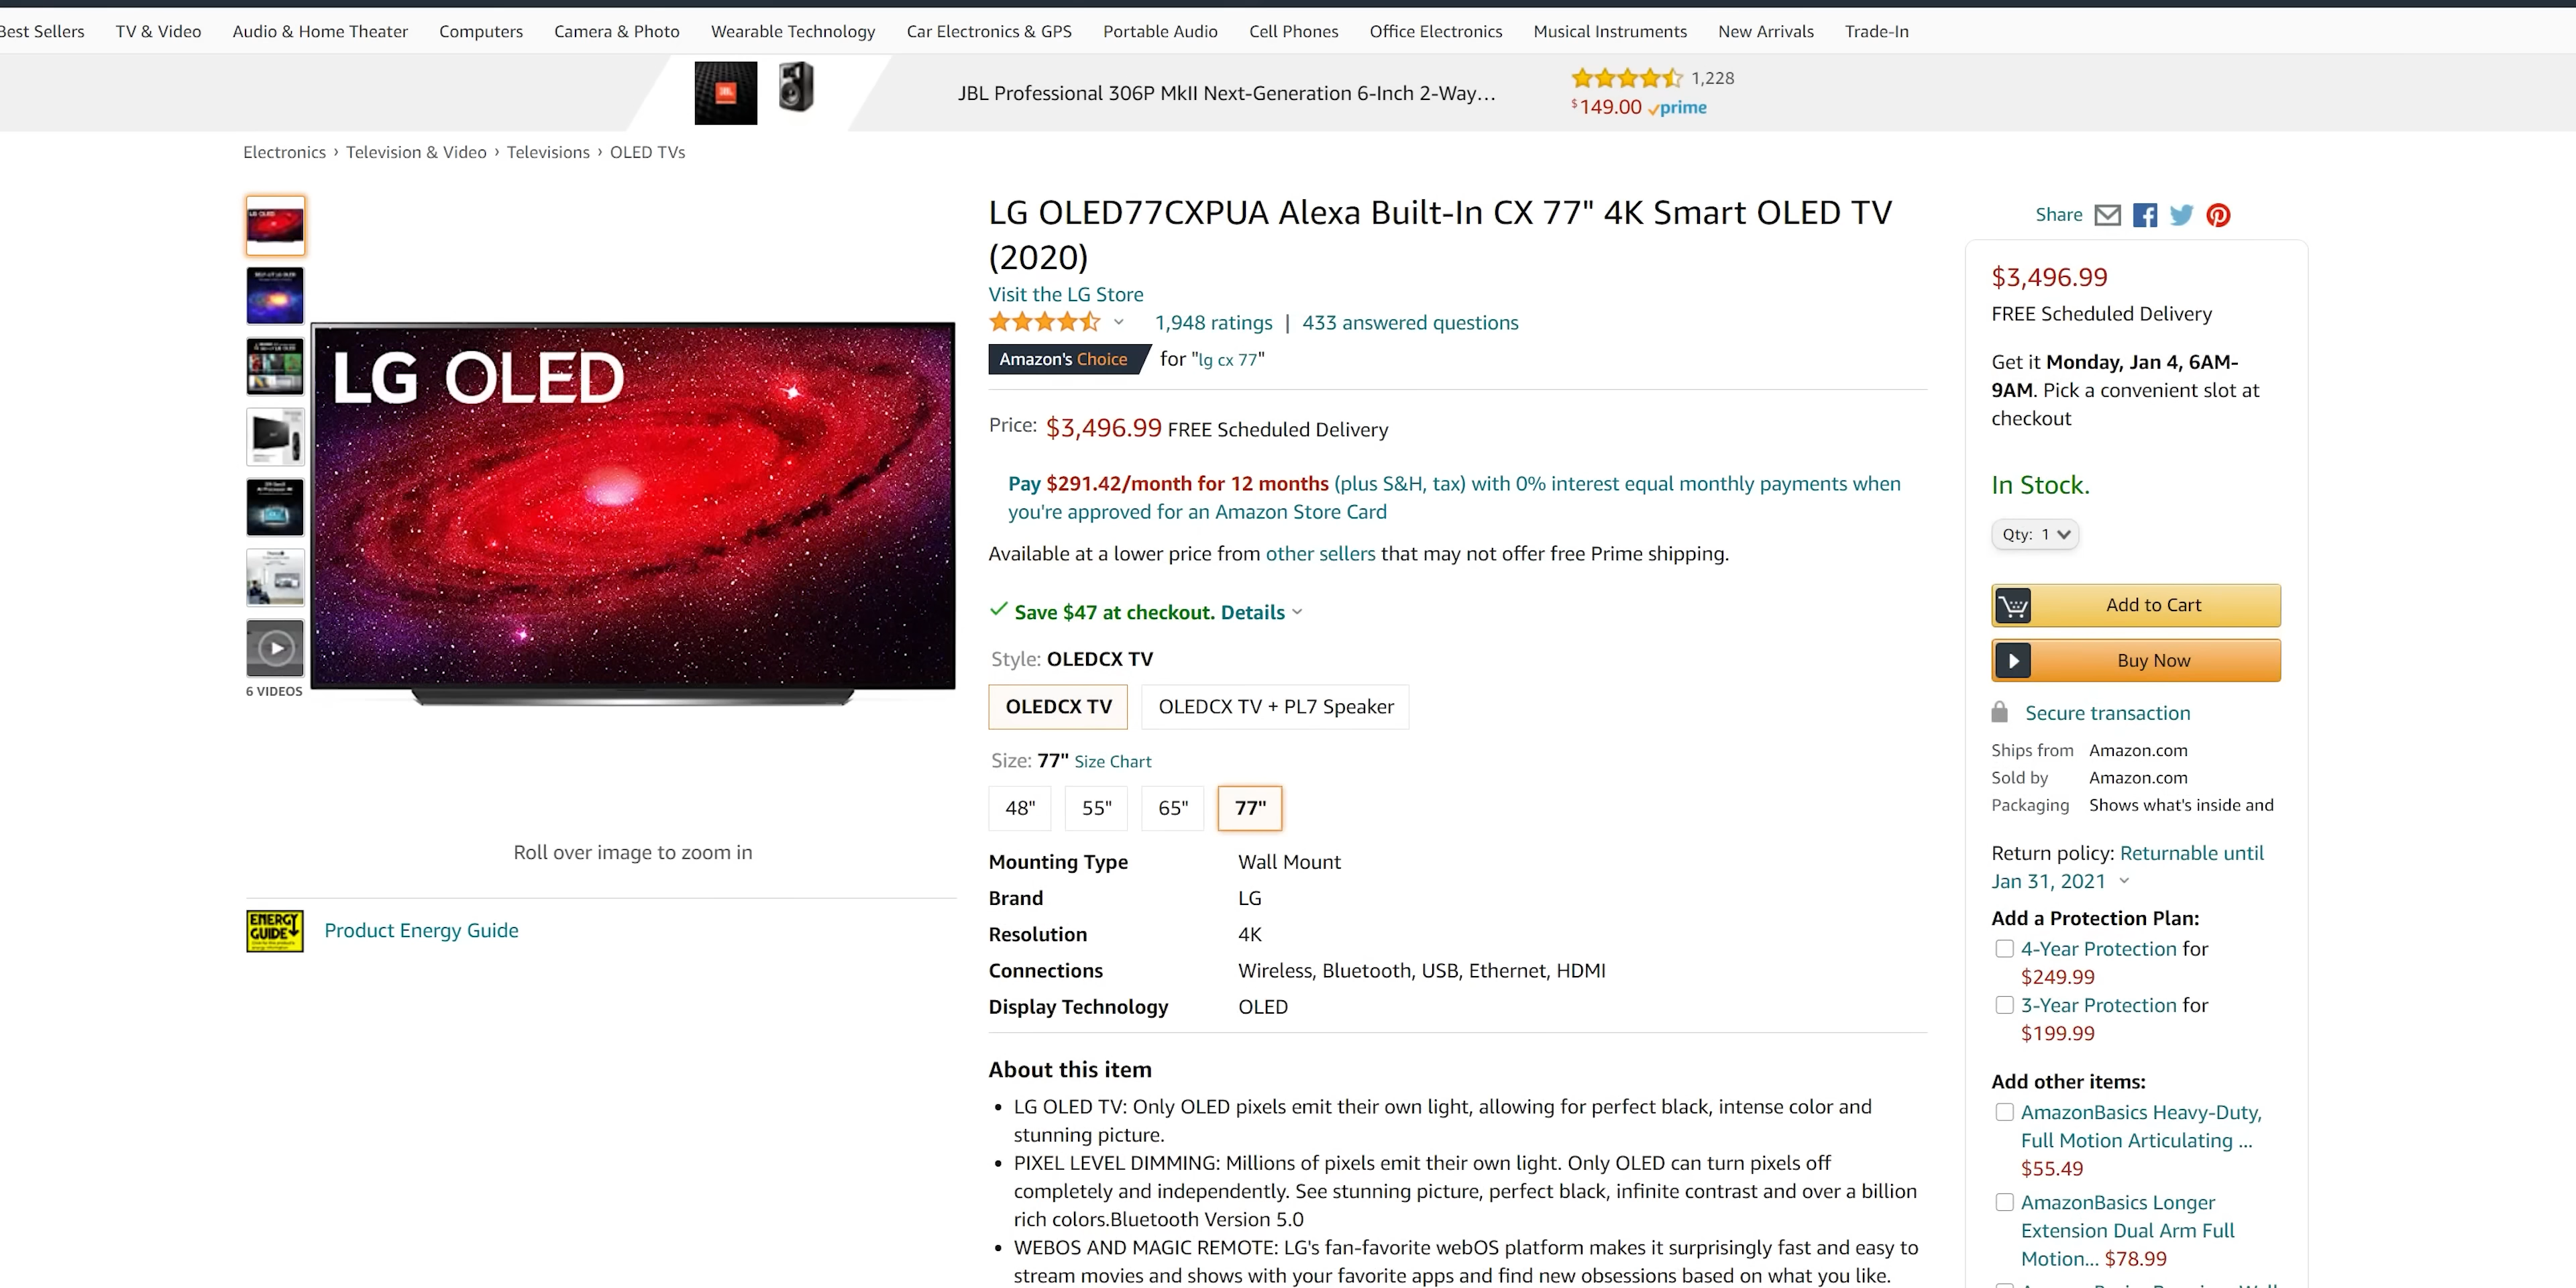 Best Sellers TV & Video Audio & Home Theater Computers Camera & Photo Wearable Technology Car Electronics & GPS Portable Audio Cell Phones Office Electronics Musical Instruments New Arrivals Trade-In
JBL
JBL Professional 306P MkII Next-Generation 6-Inch 2-Way...
1,228
$149.00 prime
Electronics › Television & Video › Televisions › OLED TVs
LG OLED
6 VIDEOS
LG OLED
Roll over image to zoom in
ENERGY
GUIDE
Product Energy Guide
LG OLED77CXPUA Alexa Built-In CX 77" 4K Smart OLED TV
(2020)
Visit the LG Store
1,948 ratings | 433 answered questions
Amazon's Choice for "lg cx 77"
Price: $3,496.99 FREE Scheduled Delivery
Pay $291.42/month for 12 months (plus S&H, tax) with 0% interest equal monthly payments when
you're approved for an Amazon Store Card
Available at a lower price from other sellers that may not offer free Prime shipping.
Save $47 at checkout. Details
Style: OLEDCX TV
OLEDCX TV OLEDCX TV + PL7 Speaker
Size: 77" Size Chart
48" 55" 65" 77"
Mounting Type Wall Mount
Brand LG
Resolution 4K
Connections Wireless, Bluetooth, USB, Ethernet, HDMI
Display Technology OLED
About this item
• LG OLED TV: Only OLED pixels emit their own light, allowing for perfect black, intense color and
stunning picture.
• PIXEL LEVEL DIMMING: Millions of pixels emit their own light. Only OLED can turn pixels off
completely and independently. See stunning picture, perfect black, infinite contrast and over a billion
rich colors.Bluetooth Version 5.0
• WEBOS AND MAGIC REMOTE: LG's fan-favorite webOS platform makes it surprisingly fast and easy to
stream movies and shows with your favorite apps and find new obsessions based on what you like.
Share
$3,496.99
FREE Scheduled Delivery
Get it Monday, Jan 4, 6AM-
9AM. Pick a convenient slot at
checkout
In Stock.
Qty: 1
Add to Cart
Buy Now
Secure transaction
Ships from Amazon.com
Sold by Amazon.com
Packaging Shows what's inside and
Return policy: Returnable until
Jan 31, 2021
Add a Protection Plan:
4-Year Protection for
$249.99
3-Year Protection for
$199.99
Add other items:
AmazonBasics Heavy-Duty,
Full Motion Articulating ...
$55.49
AmazonBasics Longer
Extension Dual Arm Full
Motion... $78.99